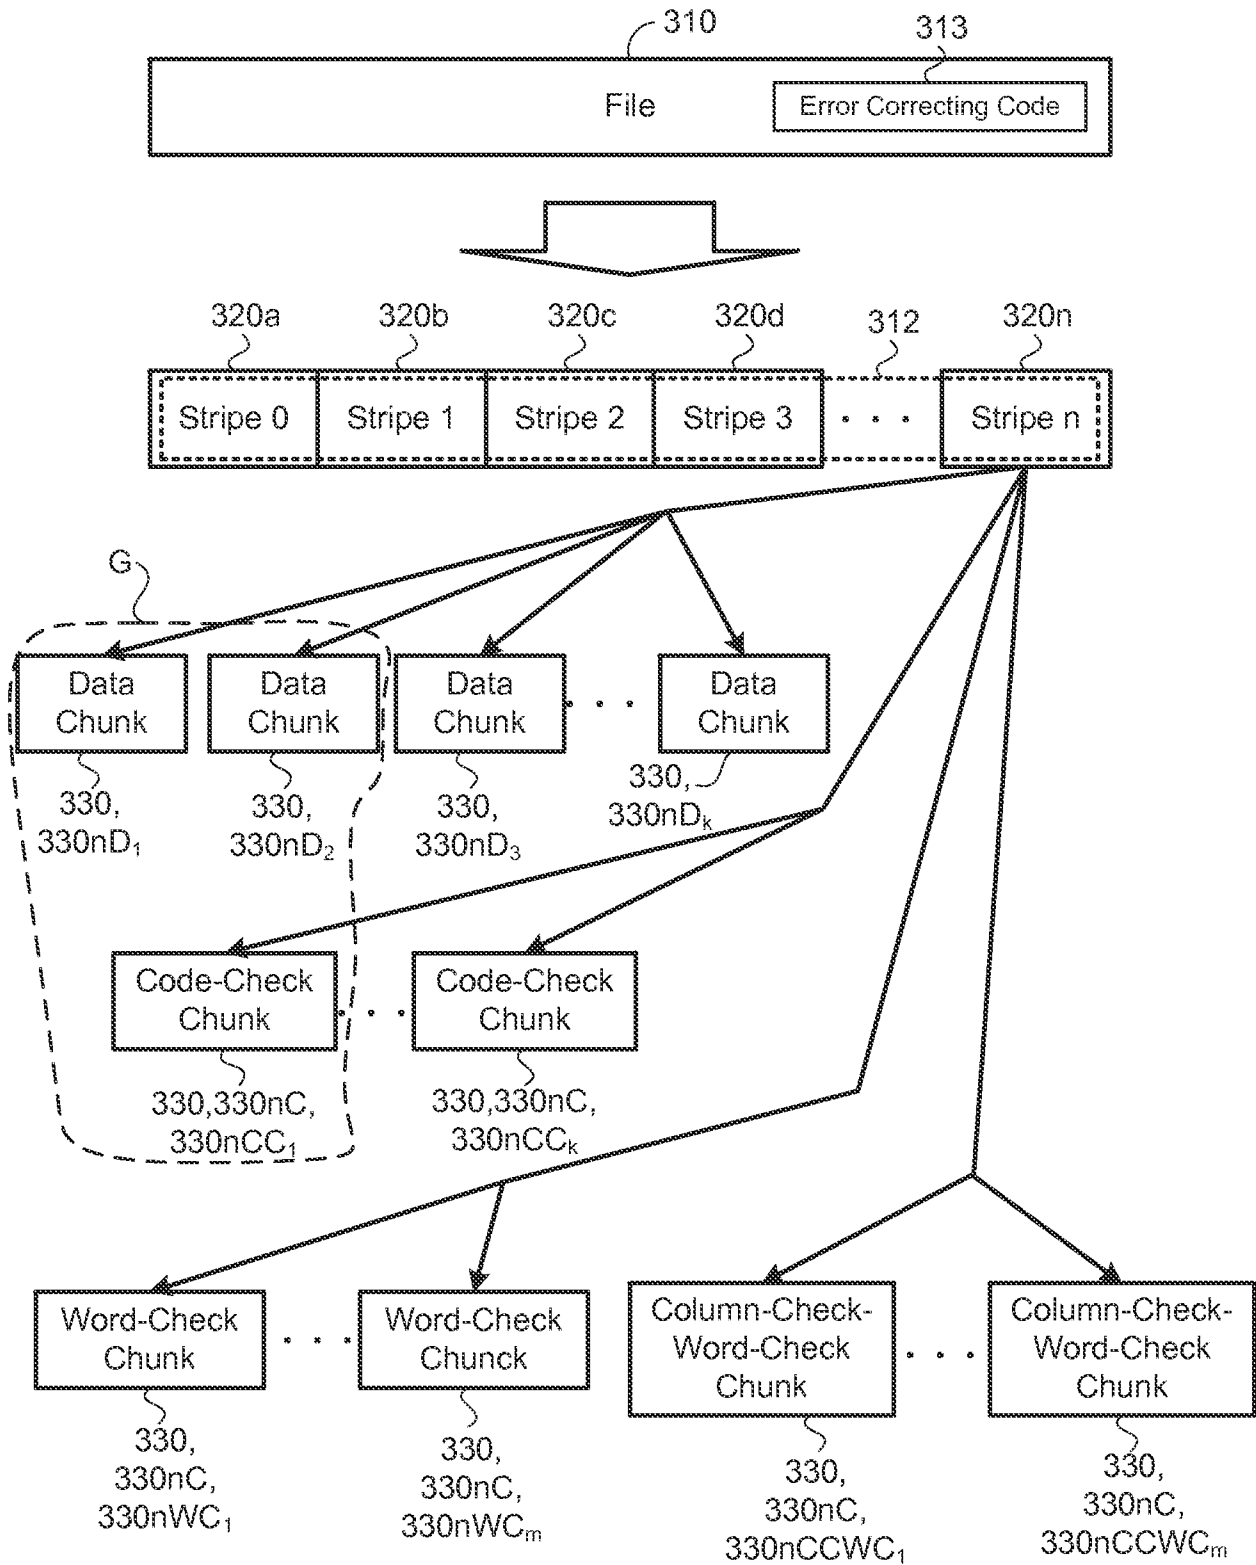 310
313
File
Error Correcting Code
320a
320b
320c
320d
312
320n
Stripe 0
Stripe 1
Stripe 2
Stripe 3
. . .
Stripe n
G
Data
Chunk
Data
Chunk
Data
Chunk
. . .
Data
Chunk
330,
330nD₁
330,
330nD₂
330,
330nD₃
330,
330nDₖ
Code-Check
Chunk
. . .
Code-Check
Chunk
330,330nC,
330nCC₁
330,330nC,
330nCCₖ
Word-Check
Chunk
. . .
Word-Check
Chunck
Column-Check-
Word-Check
Chunk
. . .
Column-Check-
Word-Check
Chunk
330,
330nC,
330nWC₁
330,
330nC,
330nWCₘ
330,
330nC,
330nCCWC₁
330,
330nC,
330nCCWCₘ